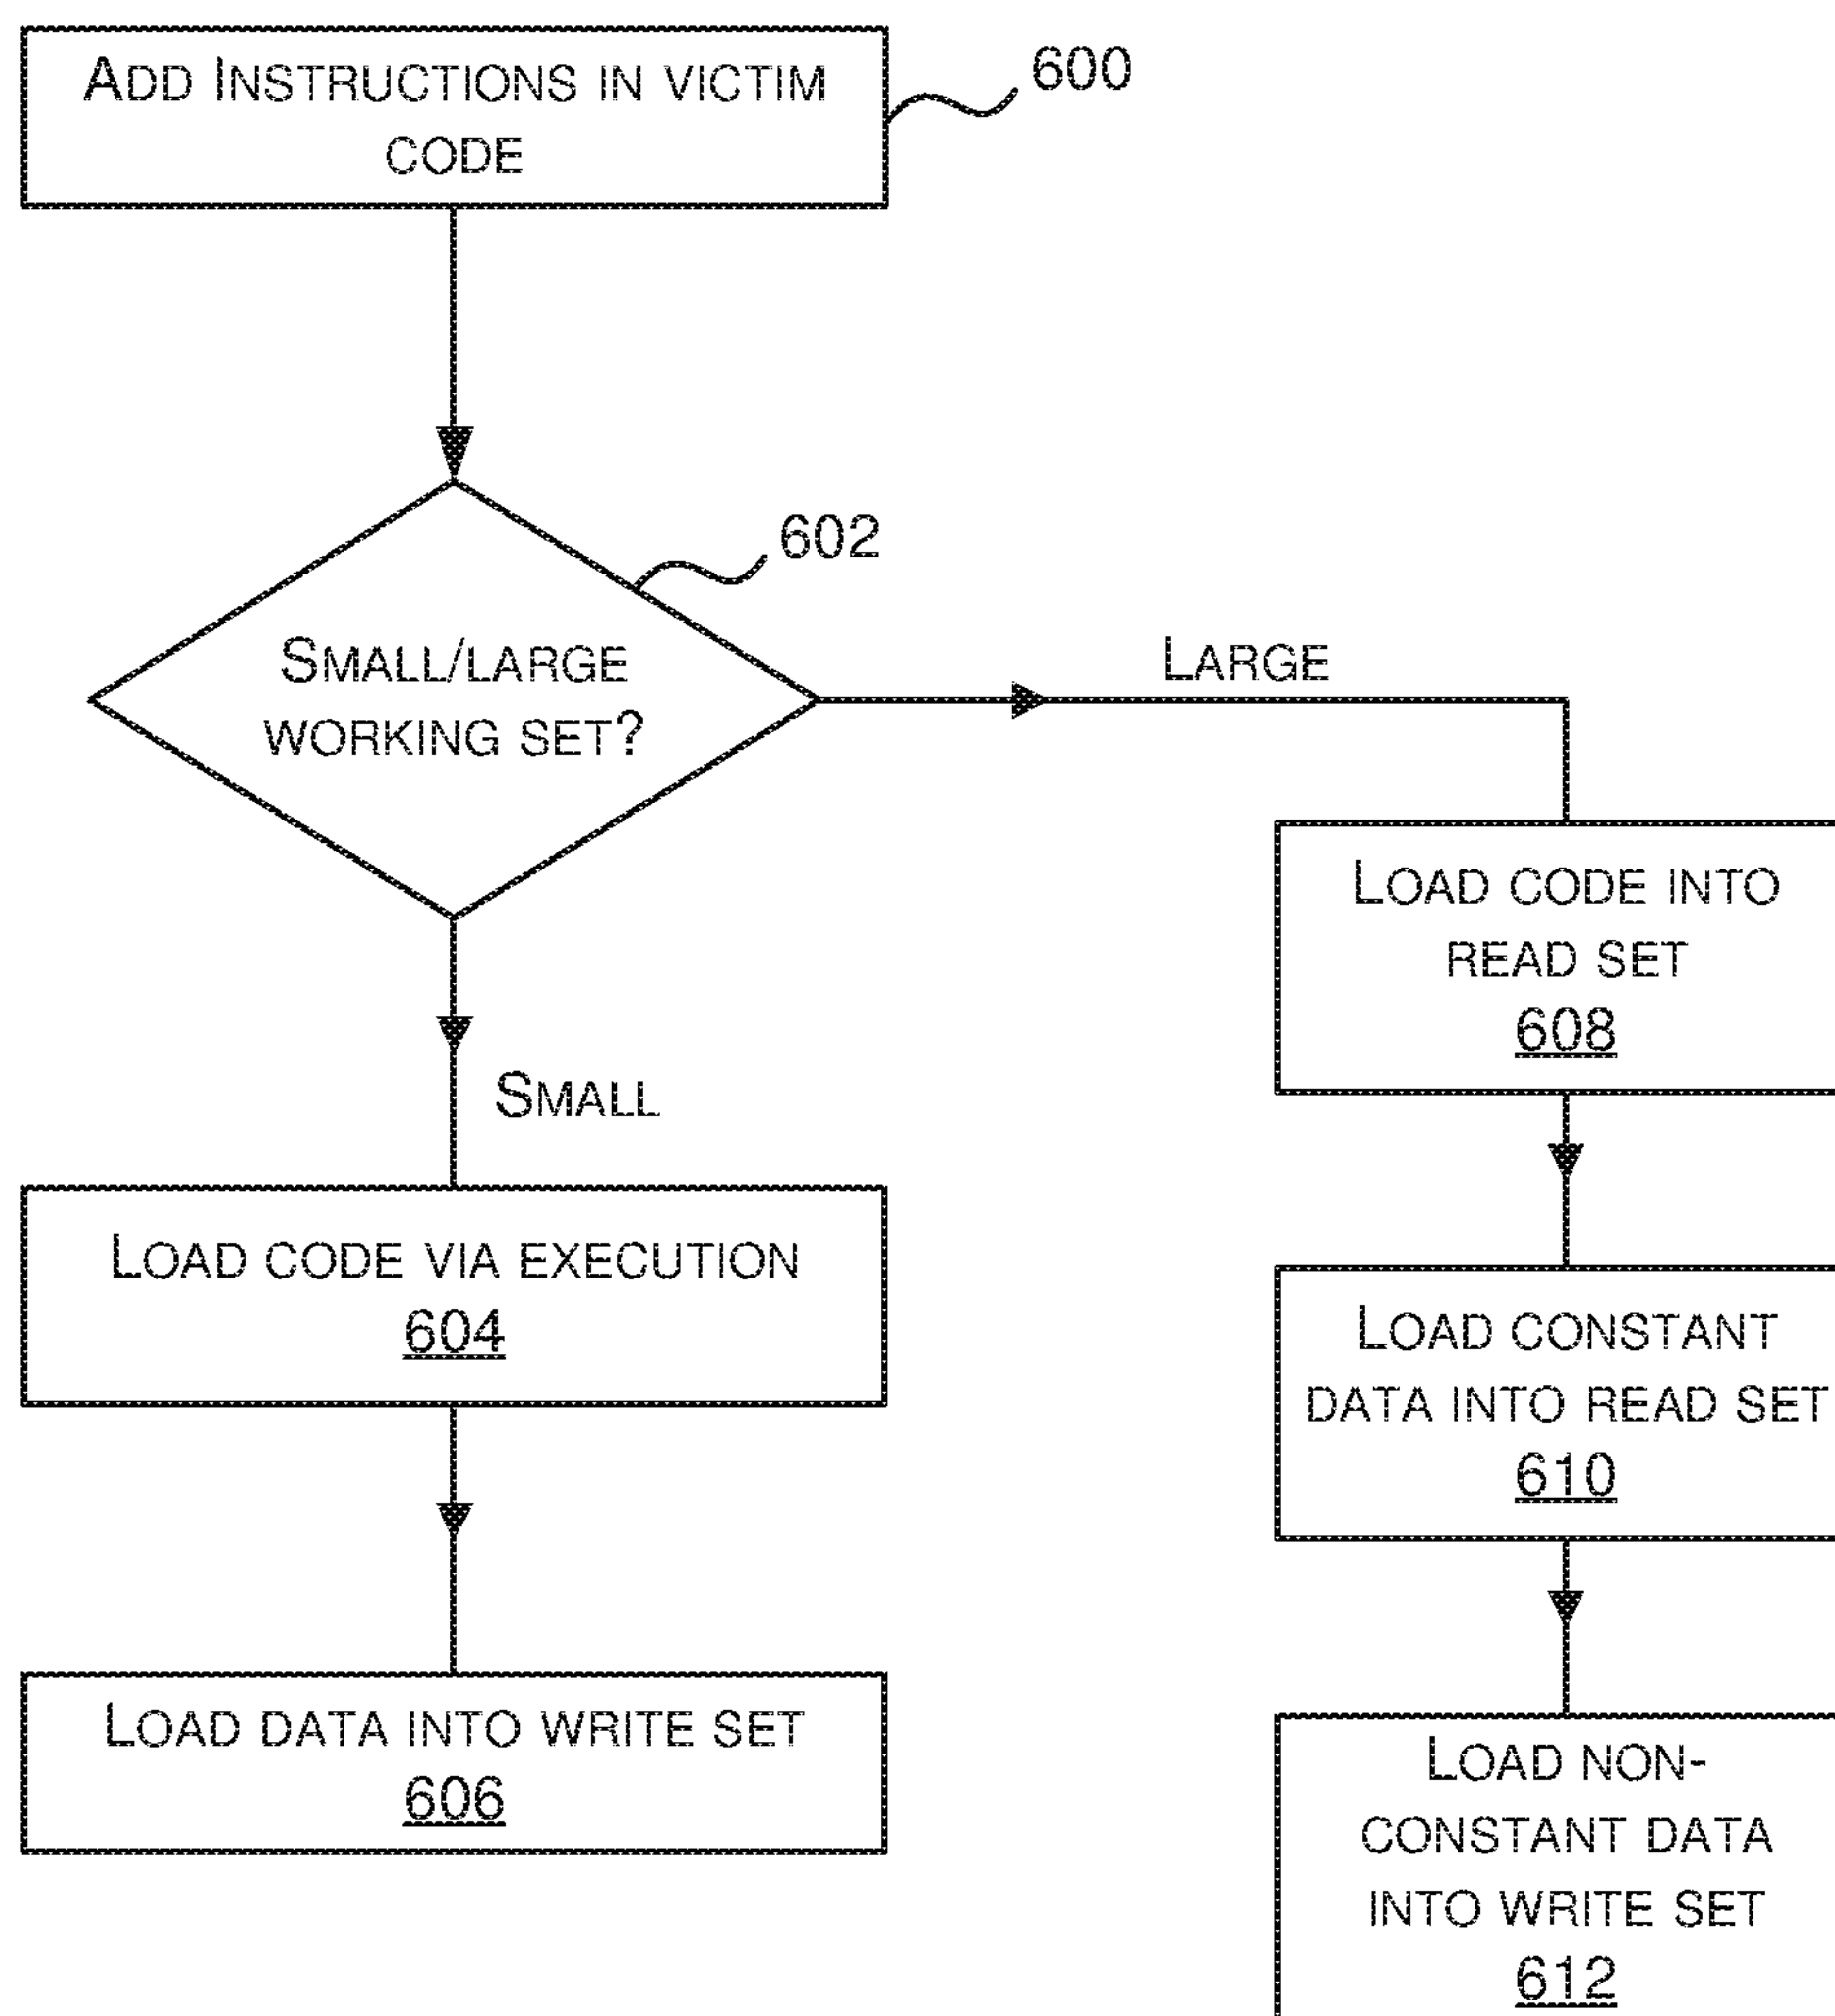 ADD INSTRUCTIONS IN VICTIM
CODE
600
602
SMALL/LARGE
WORKING SET?
LARGE
SMALL
LOAD CODE VIA EXECUTION
604
LOAD DATA INTO WRITE SET
606
LOAD CODE INTO
READ SET
608
LOAD CONSTANT
DATA INTO READ SET
610
LOAD NON-
CONSTANT DATA
INTO WRITE SET
612